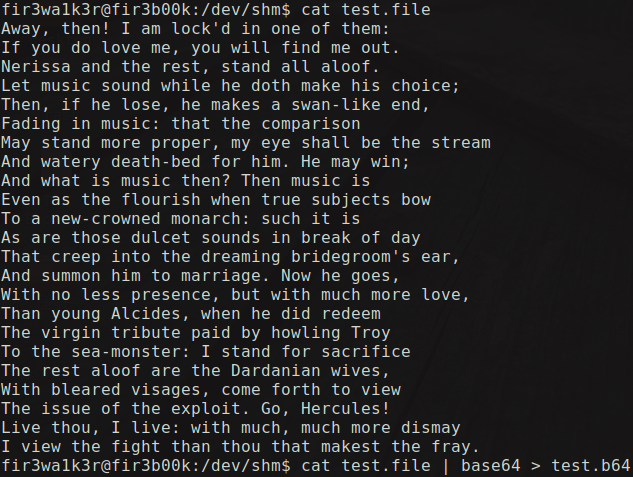 fir3wa1k3r@fir3b00k:/dev/shm$ cat test.file
Away, then! I am lock'd in one of them:
If you do love me, you will find me out.
Nerissa and the rest, stand all aloof.
Let music sound while he doth make his choice;
Then, if he lose, he makes a swan-like end,
Fading in music: that the comparison
May stand more proper, my eye shall be the stream
And watery death-bed for him. He may win;
And what is music then? Then music is
Even as the flourish when true subjects bow
To a new-crowned monarch: such it is
As are those dulcet sounds in break of day
That creep into the dreaming bridegroom's ear,
And summon him to marriage. Now he goes,
With no less presence, but with much more love,
Than young Alcides, when he did redeem
The virgin tribute paid by howling Troy
To the sea-monster: I stand for sacrifice
The rest aloof are the Dardanian wives,
With bleared visages, come forth to view
The issue of the exploit. Go, Hercules!
Live thou, I live: with much, much more dismay
I view the fight than thou that makest the fray.
fir3wa1k3r@fir3b00k:/dev/shm$ cat test.file | base64 > test.b64